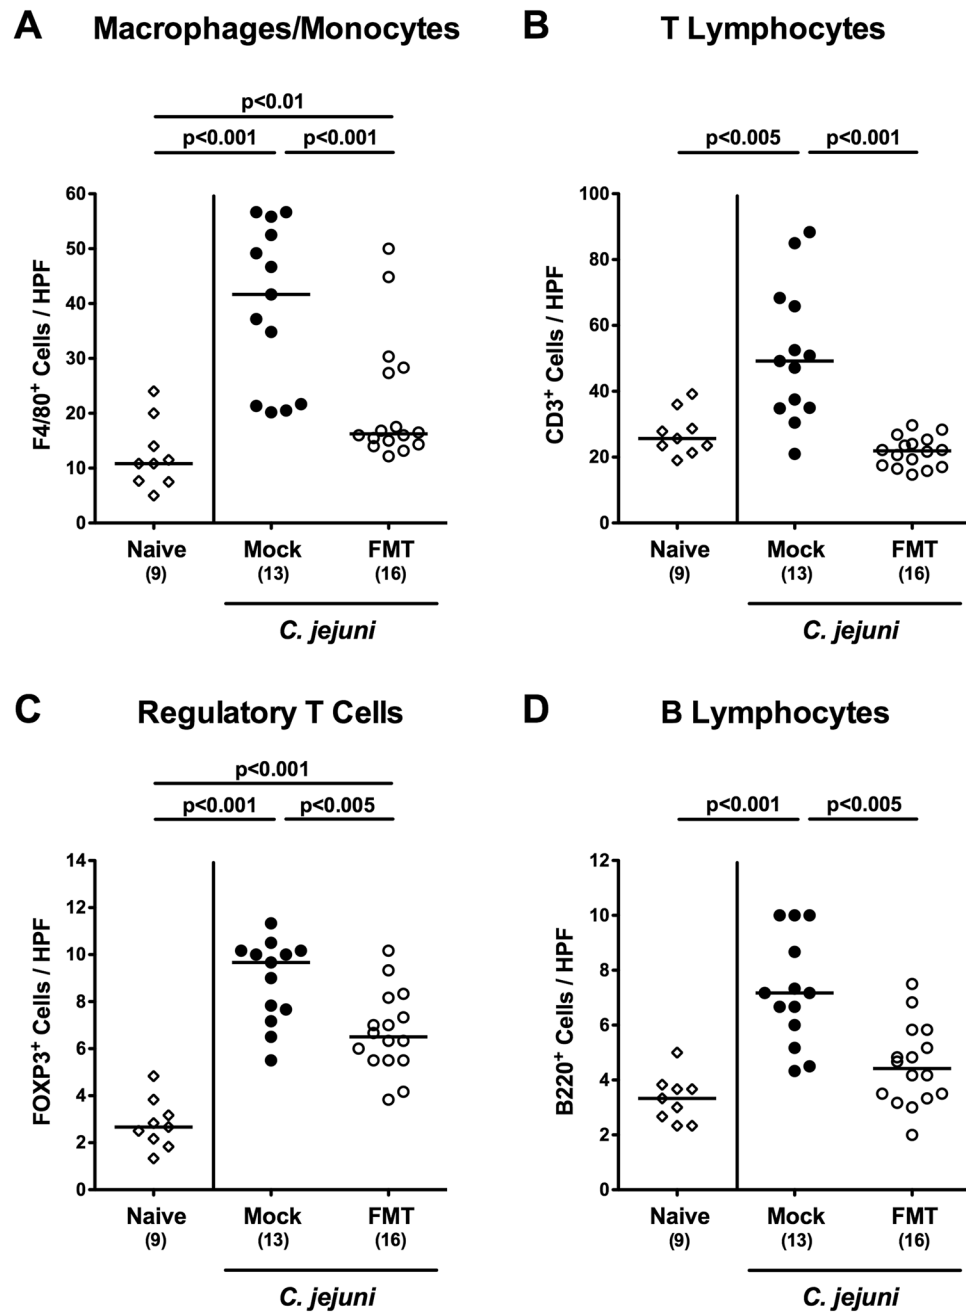 A Macrophages/Monocytes
p<0.01
p<0.001 p<0.001
F4/80+ Cells / HPF
60
50
40
30
20
10
0
Naive Mock FMT
(9) (13) (16)
C. jejuni
B T Lymphocytes
p<0.005 p<0.001
CD3+ Cells / HPF
100
80
60
40
20
0
Naive Mock FMT
(9) (13) (16)
C. jejuni
C Regulatory T Cells
p<0.001
p<0.001 p<0.005
FOXP3+ Cells / HPF
14
12
10
8
6
4
2
0
Naive Mock FMT
(9) (13) (16)
C. jejuni
D B Lymphocytes
p<0.001 p<0.005
B220+ Cells / HPF
12
10
8
6
4
2
0
Naive Mock FMT
(9) (13) (16)
C. jejuni